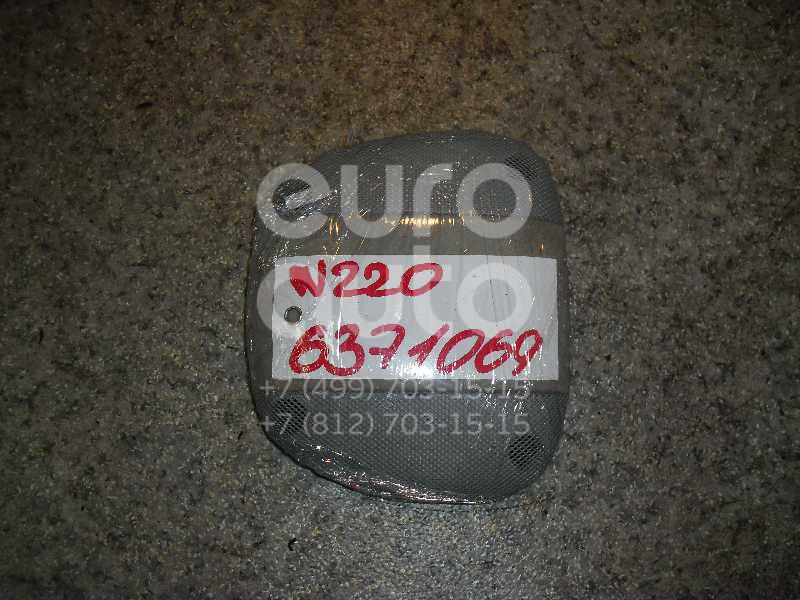 euro
auto
W220
6371069
+7 (499) 703-15-15
+7 (812) 703-15-15